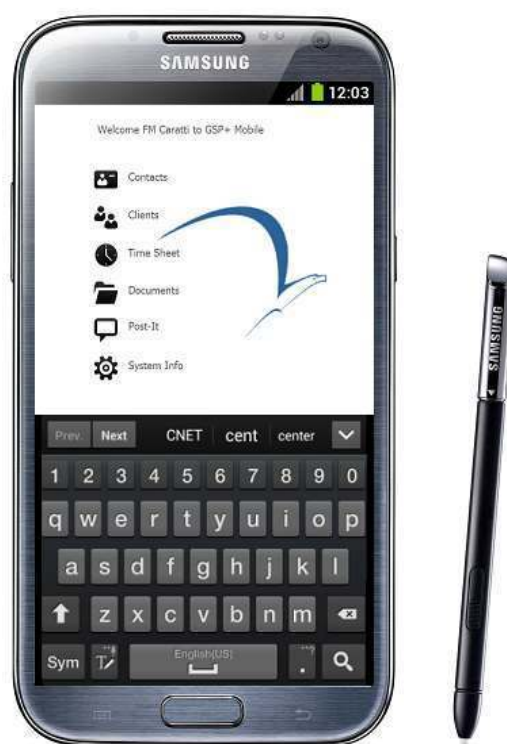 SAMSUNG
12:03
Welcome FM Caratti to GSP+ Mobile
Contacts
Clients
Time Sheet
Documents
Post-It
System Info
Prev. Next CNET cent center
1 2 3 4 5 6 7 8 9 0
q w e r t y u i o p
a s d f g h j k l
z x c v b n m
Sym English(US) .
SAMSUNG